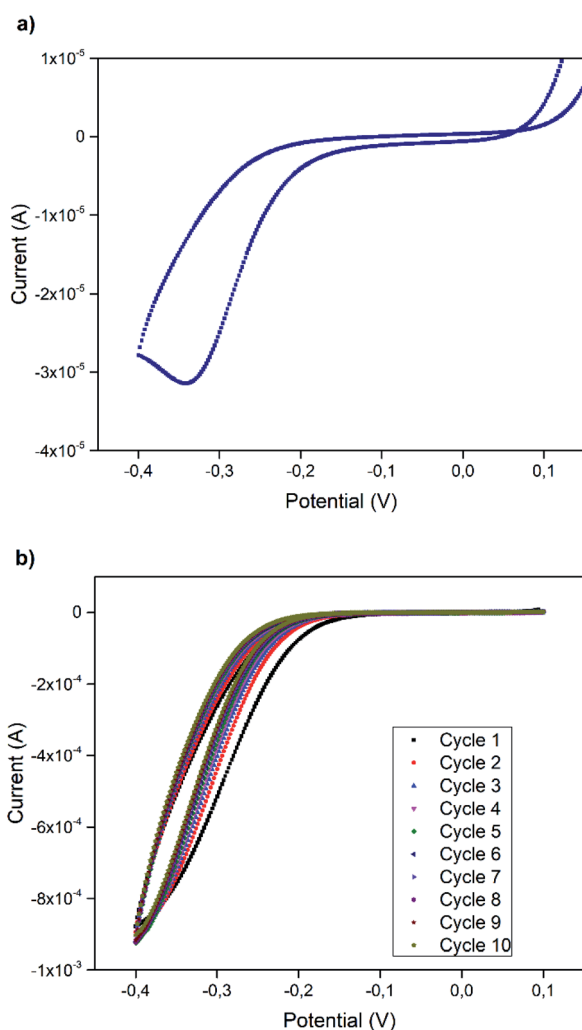 a)
1x10⁻⁵
0
-1x10⁻⁵
-2x10⁻⁵
-3x10⁻⁵
-4x10⁻⁵
Current (A)
-0,4 -0,3 -0,2 -0,1 0,0 0,1
Potential (V)
b)
0
-2x10⁻⁴
-4x10⁻⁴
-6x10⁻⁴
-8x10⁻⁴
-1x10⁻³
Current (A)
Cycle 1
Cycle 2
Cycle 3
Cycle 4
Cycle 5
Cycle 6
Cycle 7
Cycle 8
Cycle 9
Cycle 10
-0,4 -0,3 -0,2 -0,1 0,0 0,1
Potential (V)